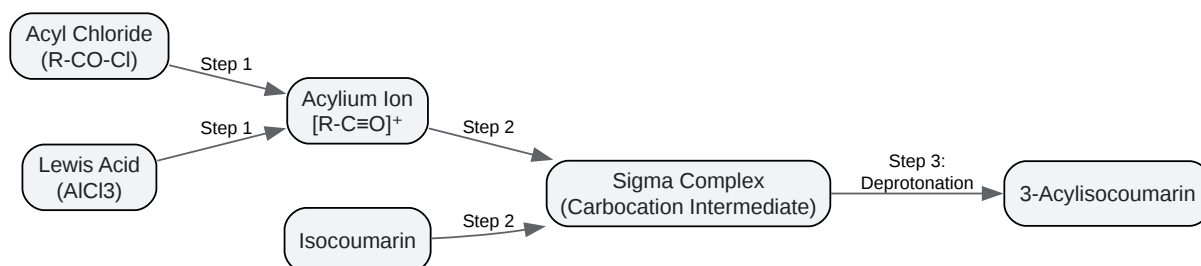 Acyl Chloride
(R-CO-Cl)
Step 1
Acylium Ion
[R-C≡O]⁺
Step 1
Lewis Acid
(AlCl3)
Step 2
Isocoumarin
Step 2
Sigma Complex
(Carbocation Intermediate)
Step 3:
Deprotonation
3-Acylisocoumarin